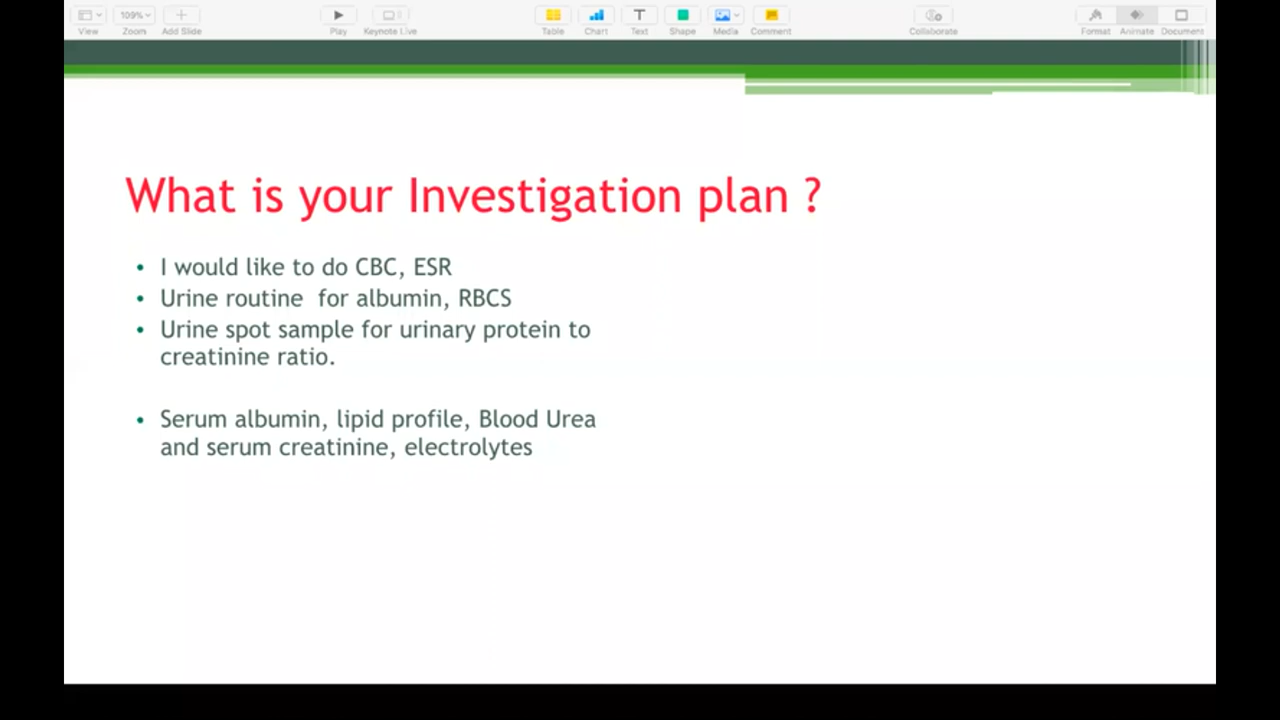 109%
View
Zoom
Add Slide
Play
Keynote Live
Table
Chart
Text
Shape
Media
Comment
Collaborate
Format
Animate
Document
What is your Investigation plan ?
• I would like to do CBC, ESR
• Urine routine for albumin, RBCS
• Urine spot sample for urinary protein to
creatinine ratio.
• Serum albumin, lipid profile, Blood Urea
and serum creatinine, electrolytes